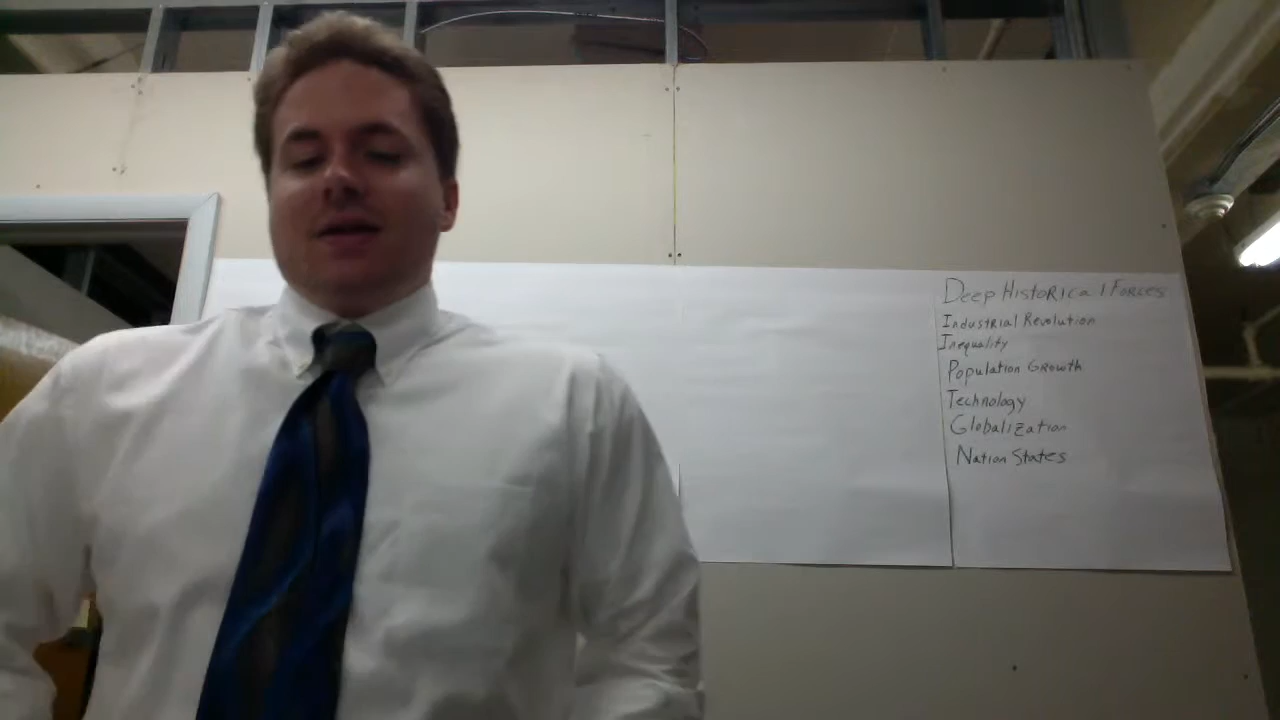 Deep Historical Forces
Industrial Revolution
Inequality
Population Growth
Technology
Globalization
Nation States